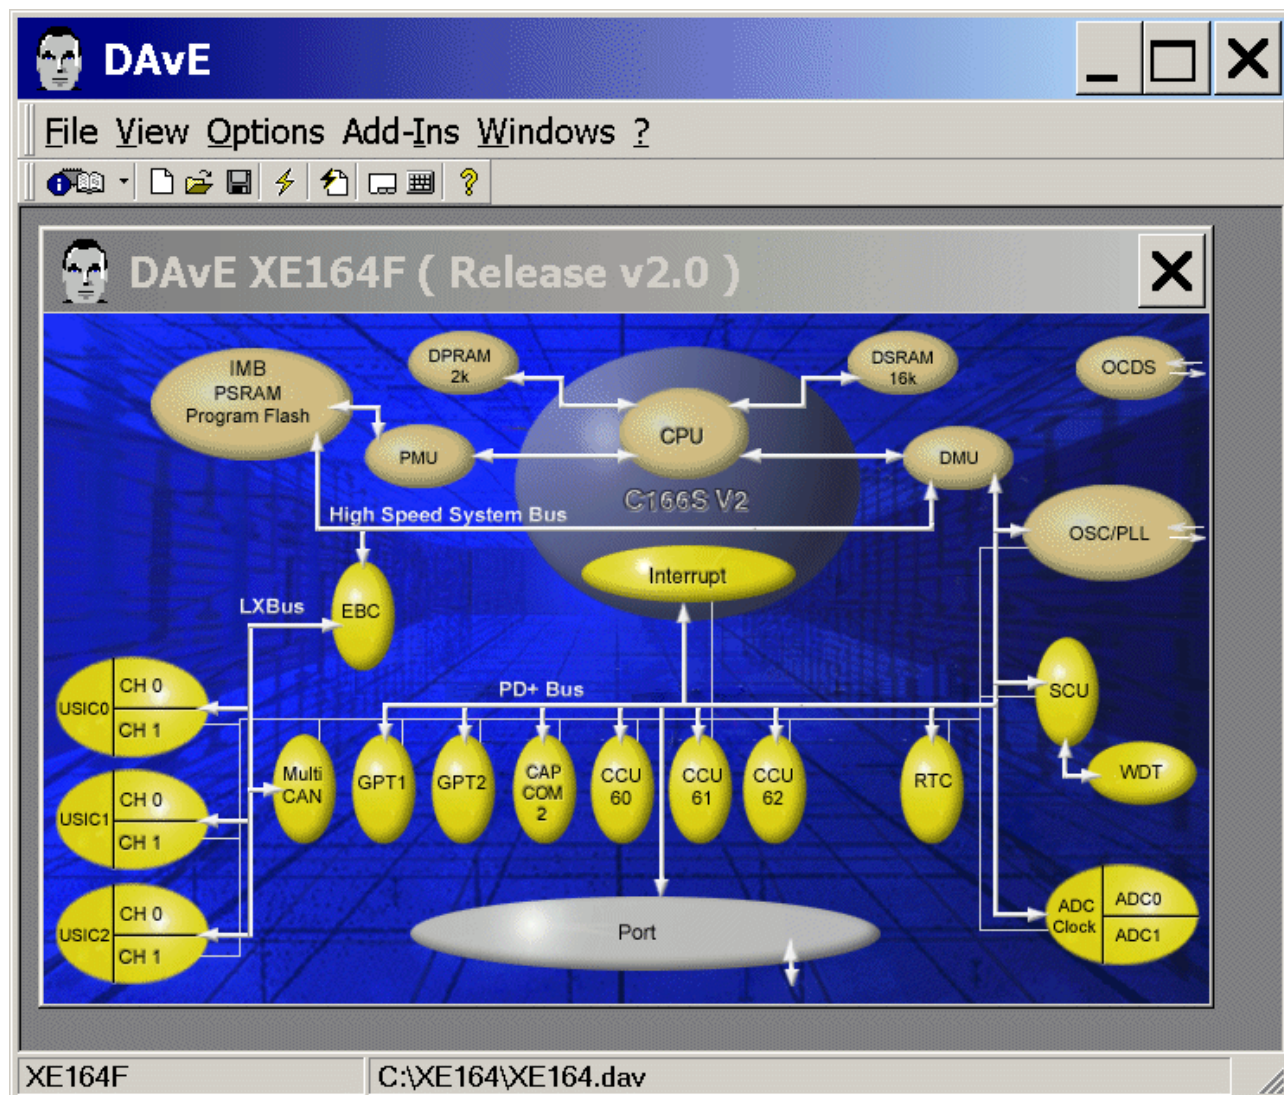 DAvE
File View Options Add-Ins Windows ?
DAvE XE164F ( Release v2.0 )
IMB
PSRAM
Program Flash
DPRAM
2k
DSRAM
16k
OCDS
CPU
PMU
DMU
C166S V2
High Speed System Bus
OSC/PLL
Interrupt
LXBus
EBC
PD+ Bus
SCU
WDT
USIC0
CH 0
CH 1
USIC1
CH 0
CH 1
USIC2
CH 0
CH 1
Multi
CAN
GPT1
GPT2
CAP
COM
2
CCU
60
CCU
61
CCU
62
RTC
ADC
Clock
ADC0
ADC1
Port
XE164F
C:\XE164\XE164.dav